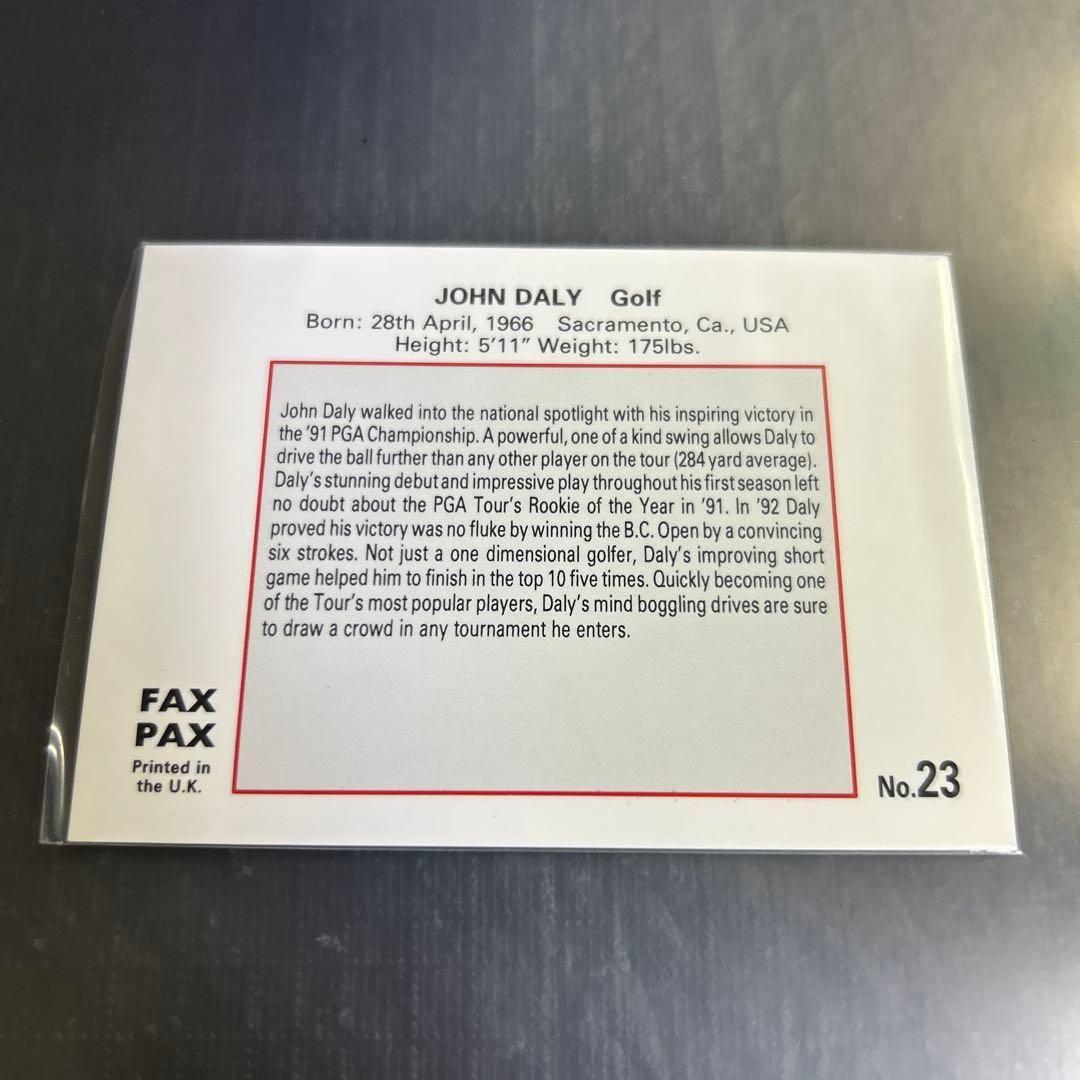 JOHN DALY Golf
Born: 28th April, 1966 Sacramento, Ca., USA
Height: 5'11" Weight: 175lbs.
John Daly walked into the national spotlight with his inspiring victory in
the '91 PGA Championship. A powerful, one of a kind swing allows Daly to
drive the ball further than any other player on the tour (284 yard average).
Daly's stunning debut and impressive play throughout his first season left
no doubt about the PGA Tour's Rookie of the Year in '91. In '92 Daly
proved his victory was no fluke by winning the B.C. Open by a convincing
six strokes. Not just a one dimensional golfer, Daly's improving short
game helped him to finish in the top 10 five times. Quickly becoming one
of the Tour's most popular players, Daly's mind boggling drives are sure
to draw a crowd in any tournament he enters.
FAX
PAX
Printed in
the U.K.
No.23